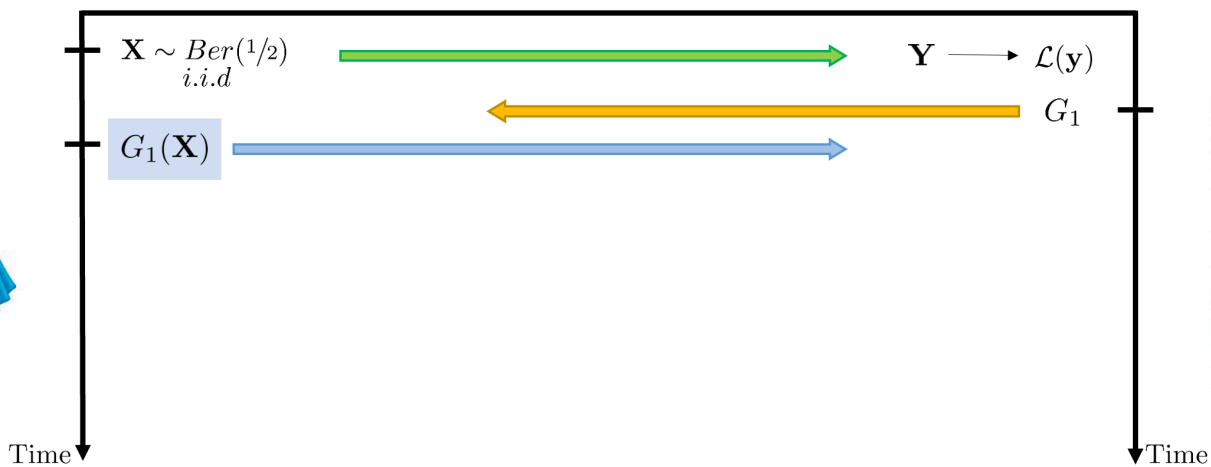 X ∼ Ber(1/2) Y ⟶ ℒ(y)
i.i.d
G₁
G₁(X)
Time Time